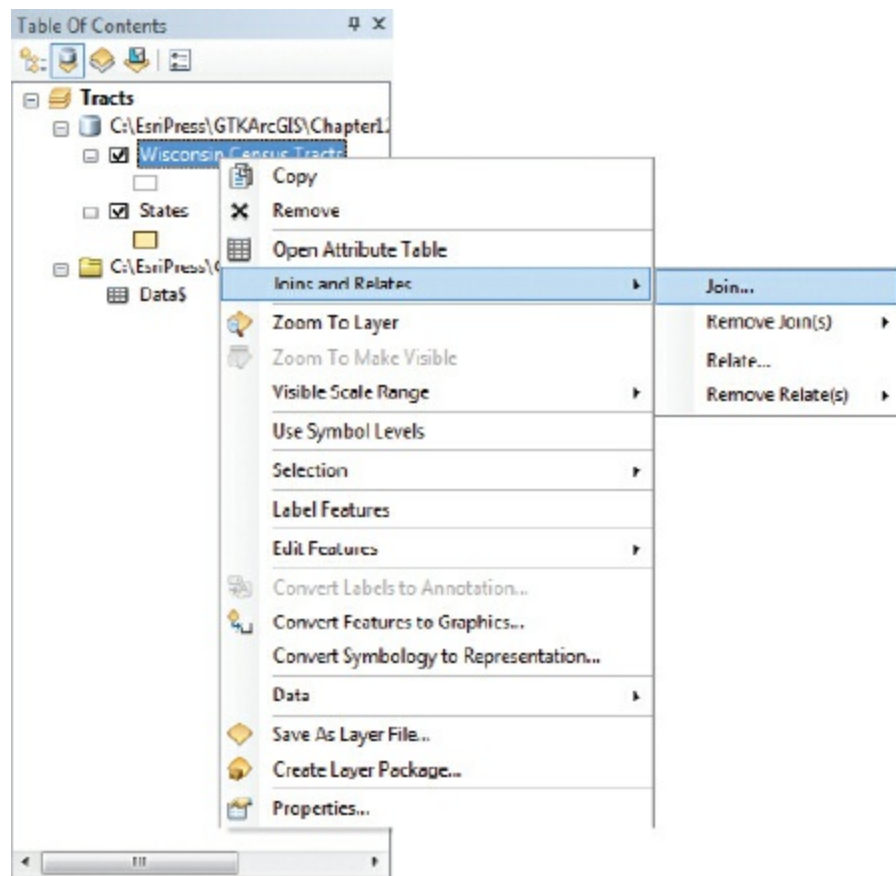 Table Of Contents
Tracts
C:\EsriPress\GTKArcGIS\Chapter1
Wisconsin Census Tracts
States
C:\EsriPress\
Data$
Copy
Remove
Open Attribute Table
Joins and Relates
Zoom To Layer
Zoom To Make Visible
Visible Scale Range
Use Symbol Levels
Selection
Label Features
Edit Features
Convert Labels to Annotation...
Convert Features to Graphics...
Convert Symbology to Representation...
Data
Save As Layer File...
Create Layer Package...
Properties...
Join...
Remove Join(s)
Relate...
Remove Relate(s)